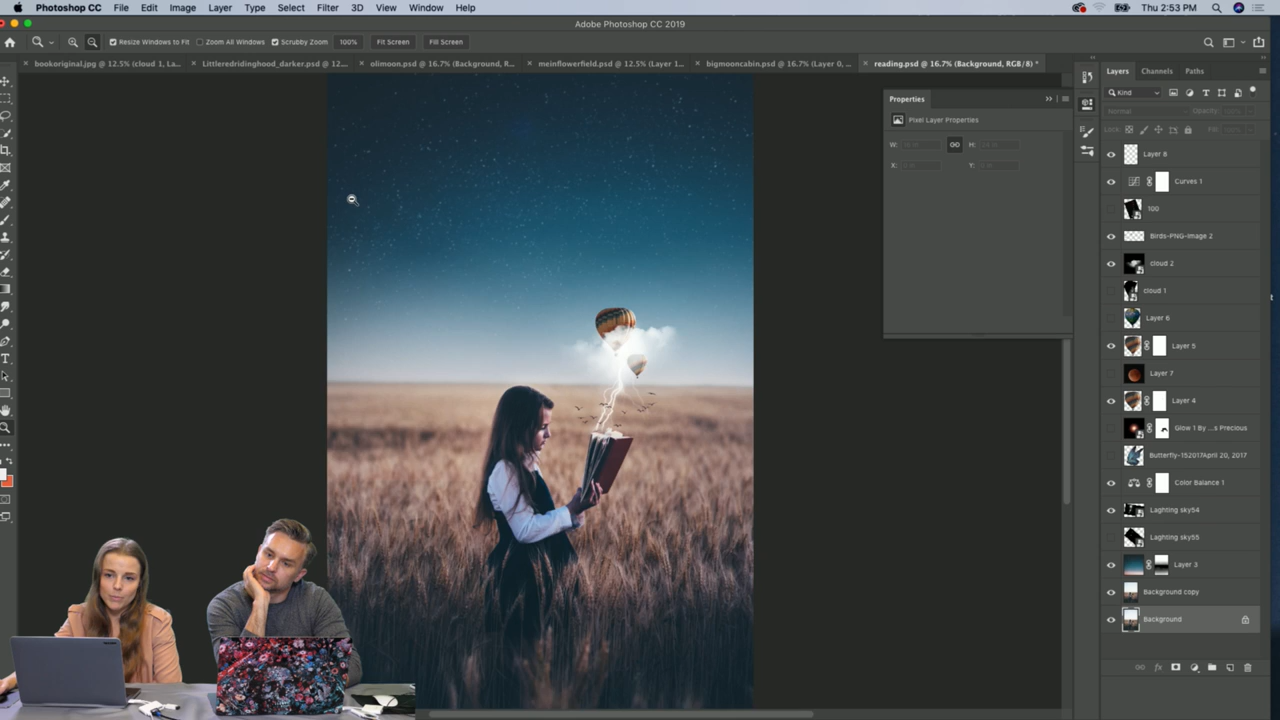 Photoshop CC File Edit Image Layer Type Select Filter 3D View Window Help Thu 2:53 PM
Adobe Photoshop CC 2019
Resize Windows to Fit Zoom All Windows Scrubby Zoom 100% Fit Screen Fill Screen
bookoriginal.jpg @ 12.5% (cloud 1, La... Littleredridinghood_darker.psd @ 12... olimoon.psd @ 16.7% (Background, R... meinflowerfield.psd @ 12.5% (Layer 1... bigmooncabin.psd @ 16.7% (Layer 0, ... reading.psd @ 16.7% (Background, RGB/8) *
Properties
Pixel Layer Properties
W: H:
X: Y:
Layers Channels Paths
Kind
Normal Opacity:
Lock: Fill:
Layer 8
Curves 1
100
Birds-PNG-Image 2
cloud 2
cloud 1
Layer 6
Layer 5
Layer 7
Layer 4
Glow 1 By ...s Precious
Butterfly-152017April 20, 2017
Color Balance 1
Laghting sky54
Laghting sky55
Layer 3
Background copy
Background